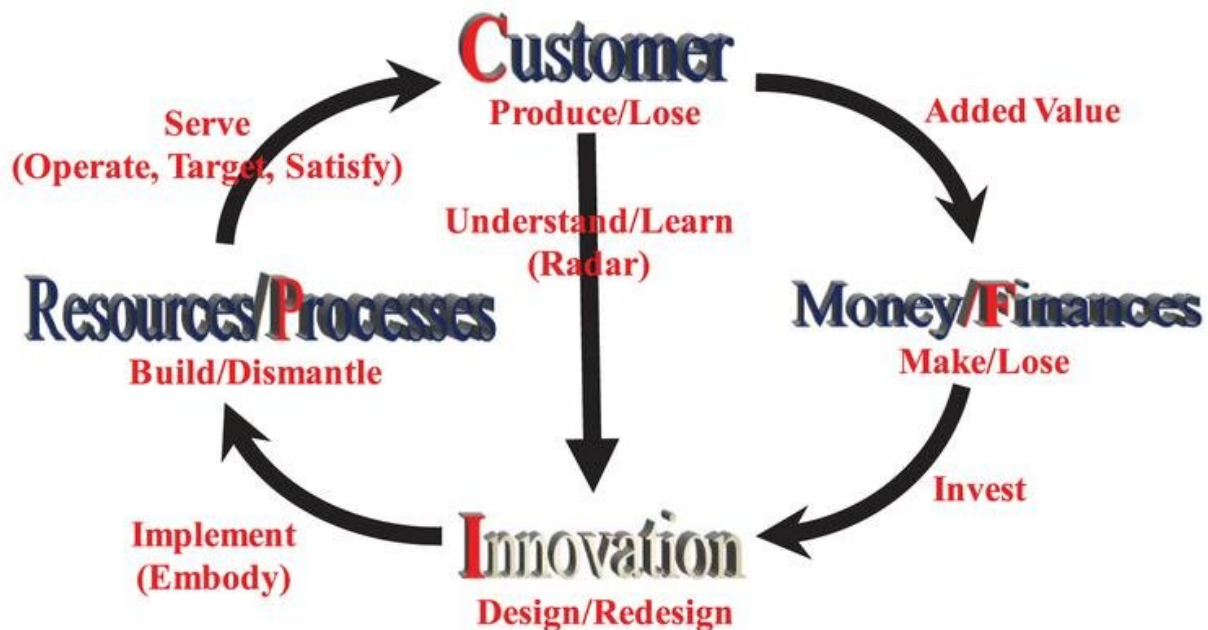 Customer
Produce/Lose
Added Value
Serve
(Operate, Target, Satisfy)
Understand/Learn
(Radar)
Resources/Processes
Build/Dismantle
Money/Finances
Make/Lose
Invest
Implement
(Embody)
Innovation
Design/Redesign